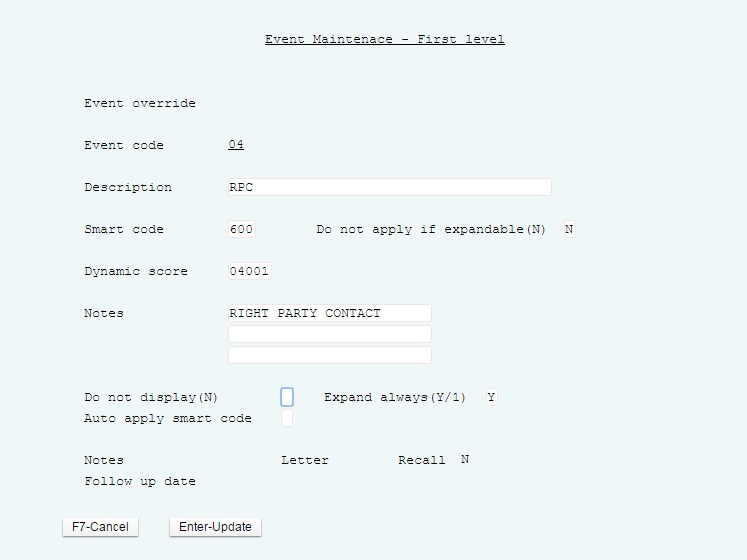 Event Maintenace - First level
Event override
Event code 04
Description RPC
Smart code 600 Do not apply if expandable(N) N
Dynamic score 04001
Notes RIGHT PARTY CONTACT
Do not display(N) Expand always(Y/1) Y
Auto apply smart code
Notes Letter Recall N
Follow up date
F7-Cancel Enter-Update